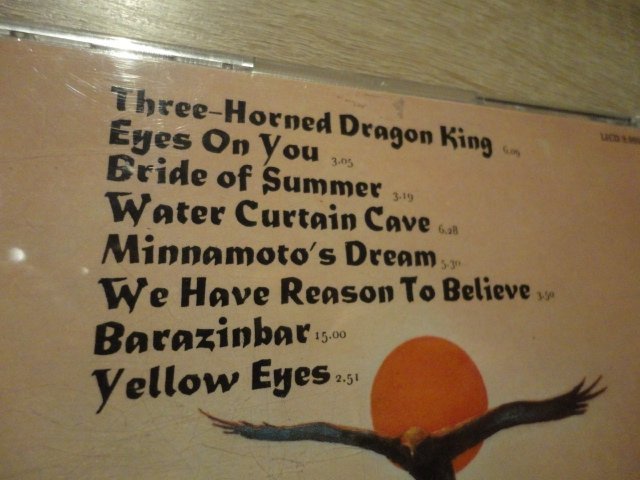 Three-Horned Dragon King 6.09
Eyes On You 3.05
Bride of Summer 3.19
Water Curtain Cave 6.28
Minnamoto's Dream 5.30
We Have Reason To Believe 3.50
Barazinbar 15.00
Yellow Eyes 2.51